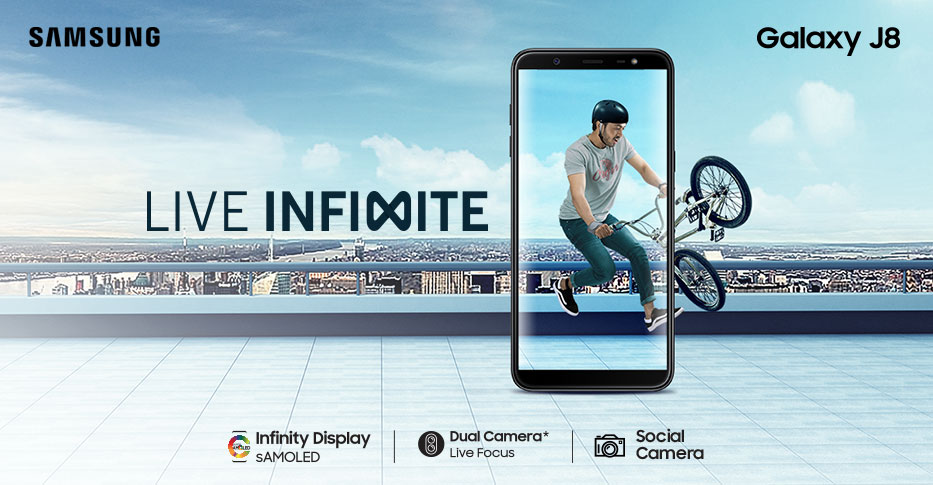 SAMSUNG
Galaxy J8
LIVE INFINITE
Infinity Display
sAMOLED
Dual Camera*
Live Focus
Social
Camera